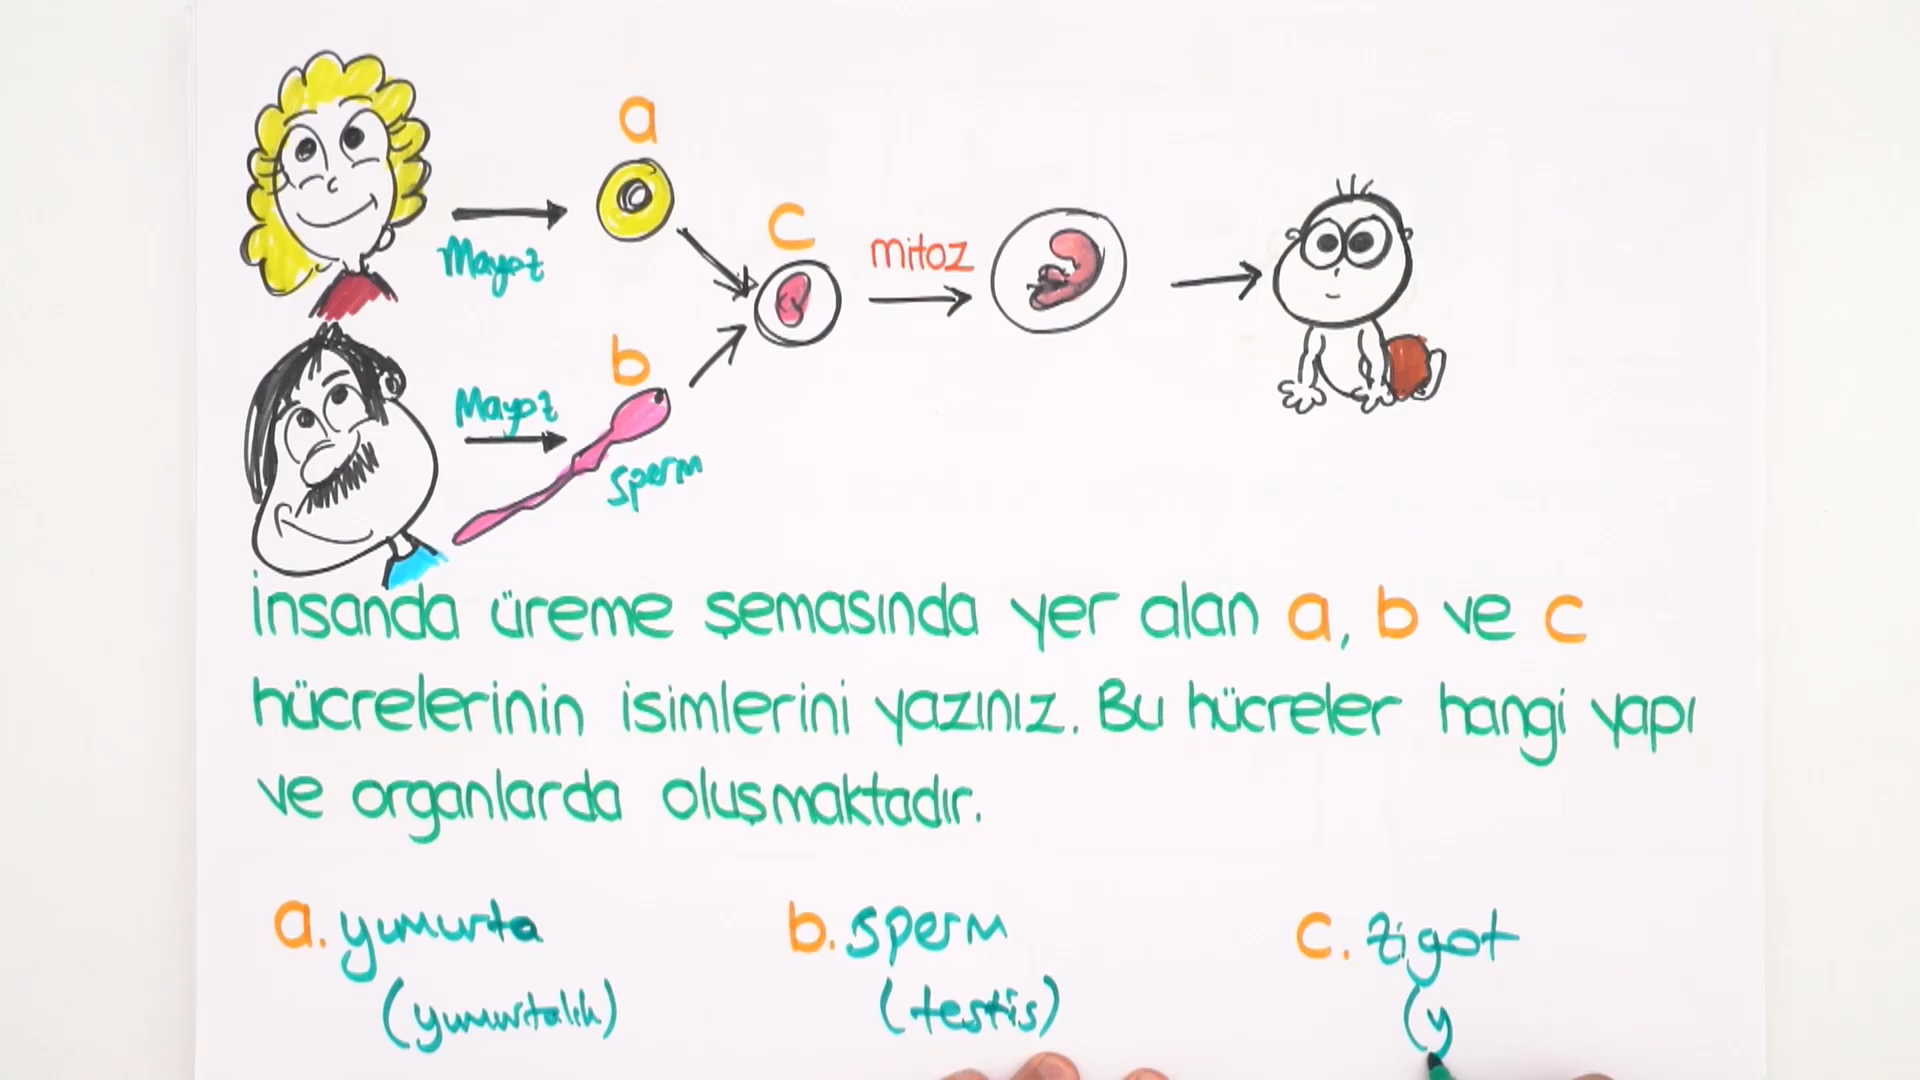 a
Mayoz
c
mitoz
b
Mayoz
sperm
İnsanda üreme şemasında yer alan a, b ve c
hücrelerinin isimlerini yazınız. Bu hücreler hangi yapı
ve organlarda oluşmaktadır.
a. yumurta
(yumurtalık)
b. sperm
(testis)
c. zigot
(y